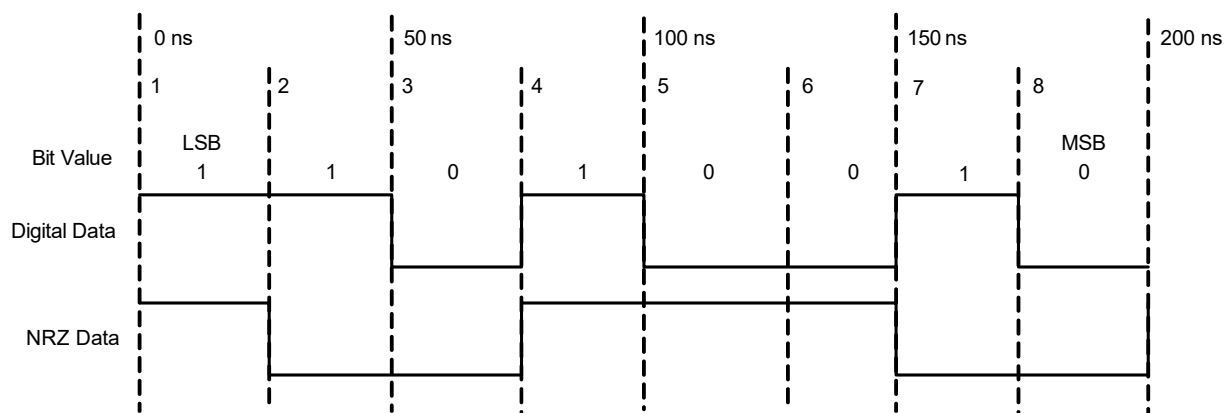 0 ns 50 ns 100 ns 150 ns 200 ns
1 2 3 4 5 6 7 8
LSB MSB
Bit Value 1 1 0 1 0 0 1 0
Digital Data
NRZ Data